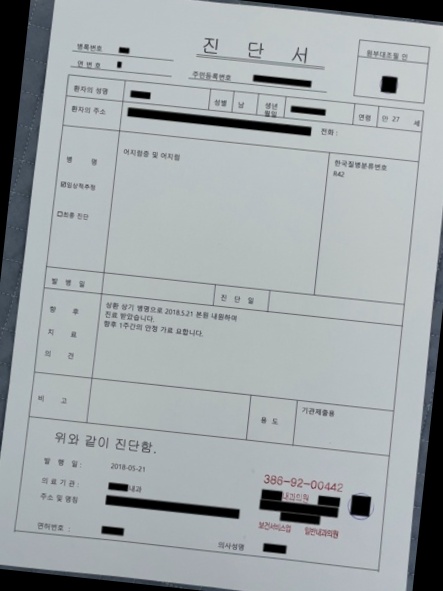 진 단 서
원부대조필 인
병록번호
연 번 호
주민등록번호
환자의 성명
성별 남
생년
월일
연령 만 27 세
환자의 주소
전화 :
병 명
어지럼증 및 어지럼
한국질병분류번호
R42
☑임상적추정
☐최종 진단
발 병 일
진 단 일
향 후
치 료
의 견
상환 상기 병명으로 2018.5.21 본원 내원하여
진료 받았습니다.
향후 1주간의 안정 가료 요합니다.
비 고
용 도
기관제출용
위와 같이 진단함.
발 행 일 : 2018-05-21
의 료 기 관 : 내과
주소 및 명칭
면허번호 :
의사성명
386-92-00442
내과의원
보건서비스업 일반내과의원